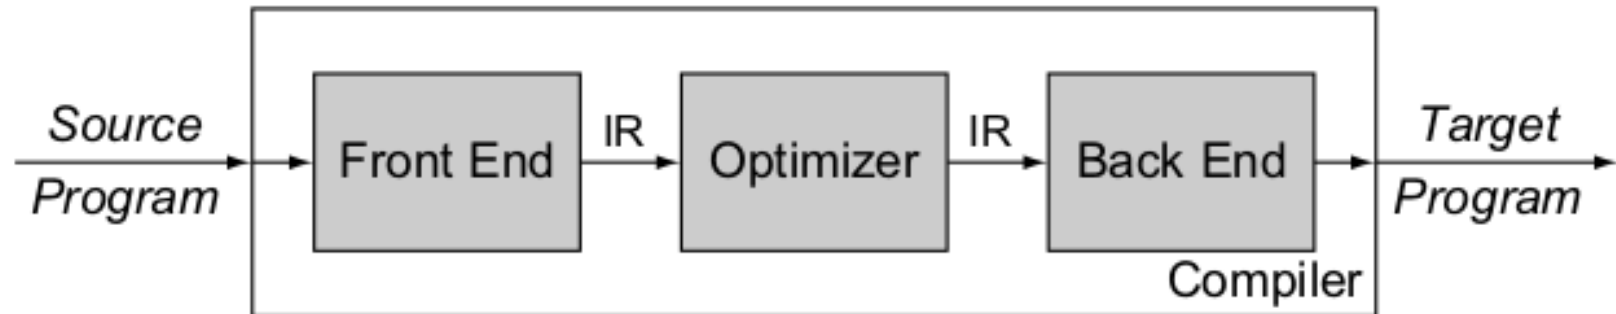 Source
Program
Front End
IR
Optimizer
IR
Back End
Target
Program
Compiler